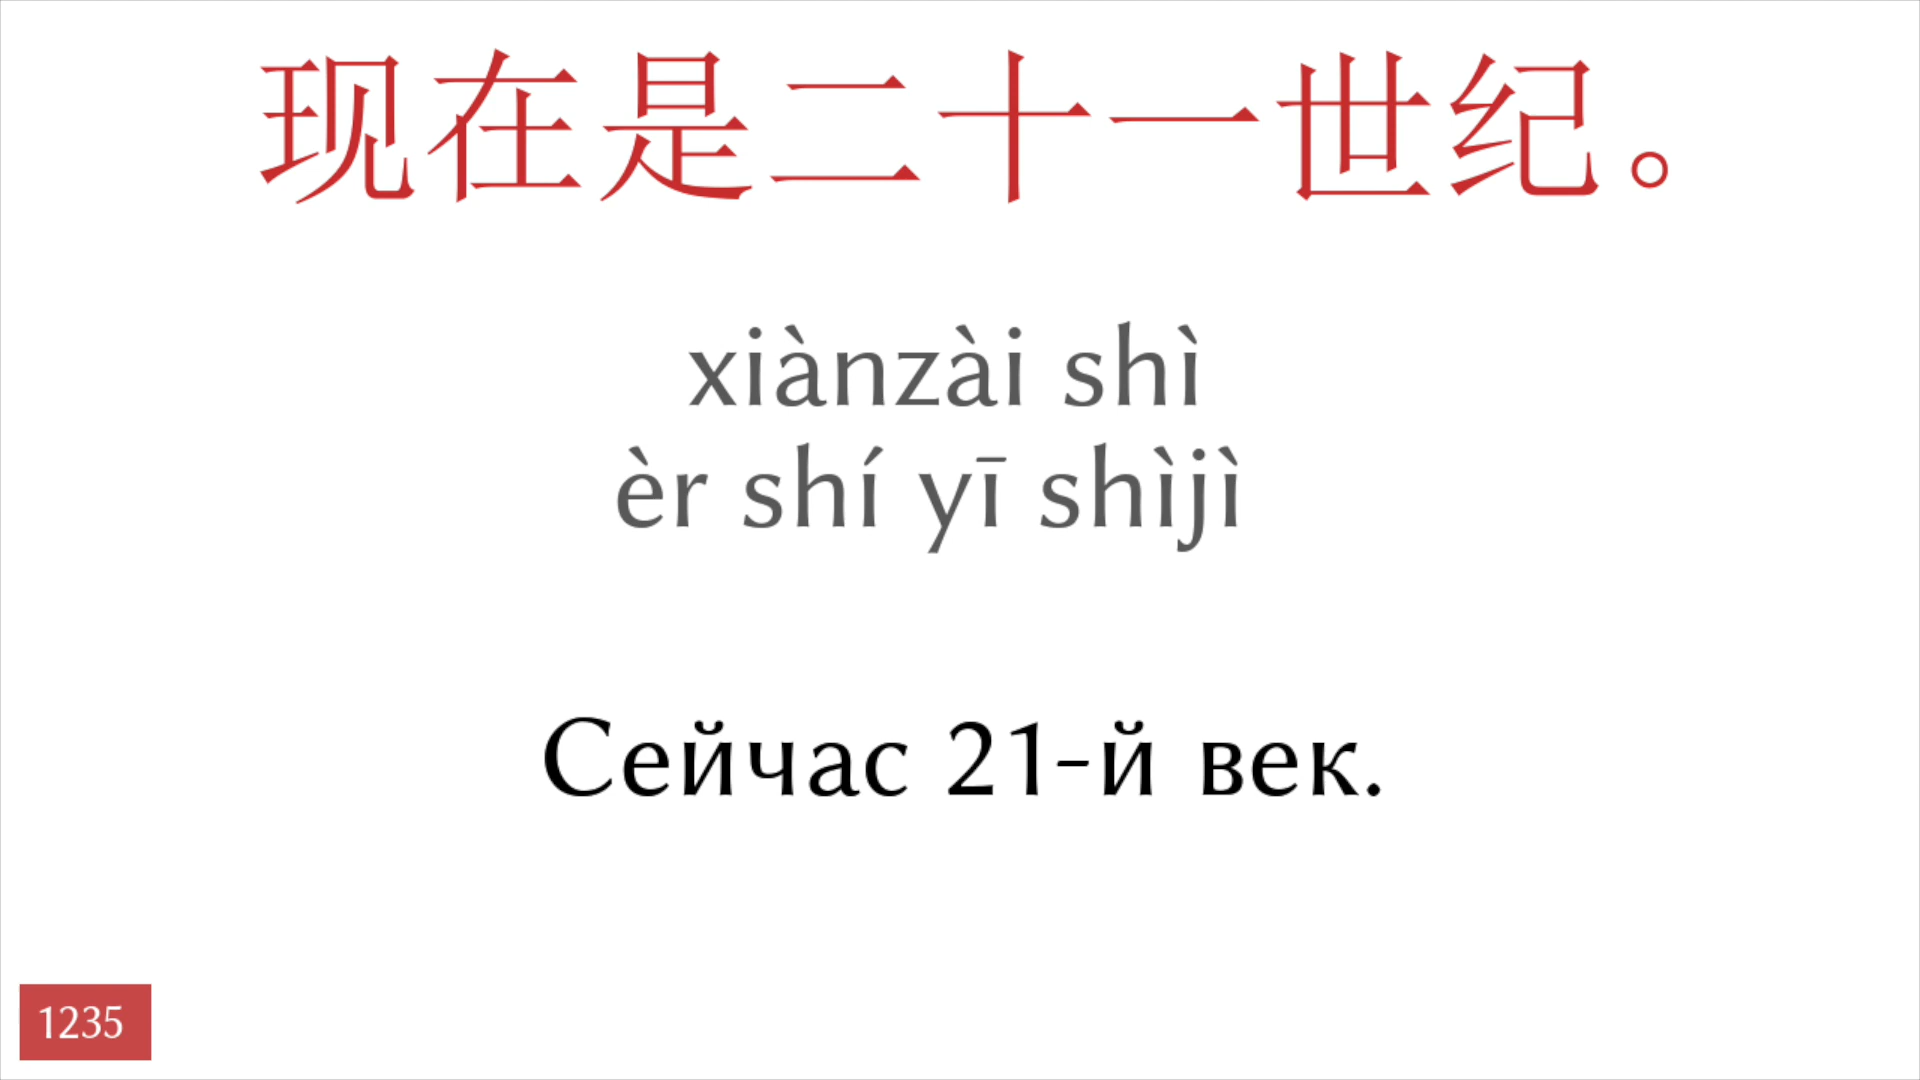 现在是二十一世纪。
xiànzài shì
èr shí yī shìjì
Сейчас 21-й век.
1235